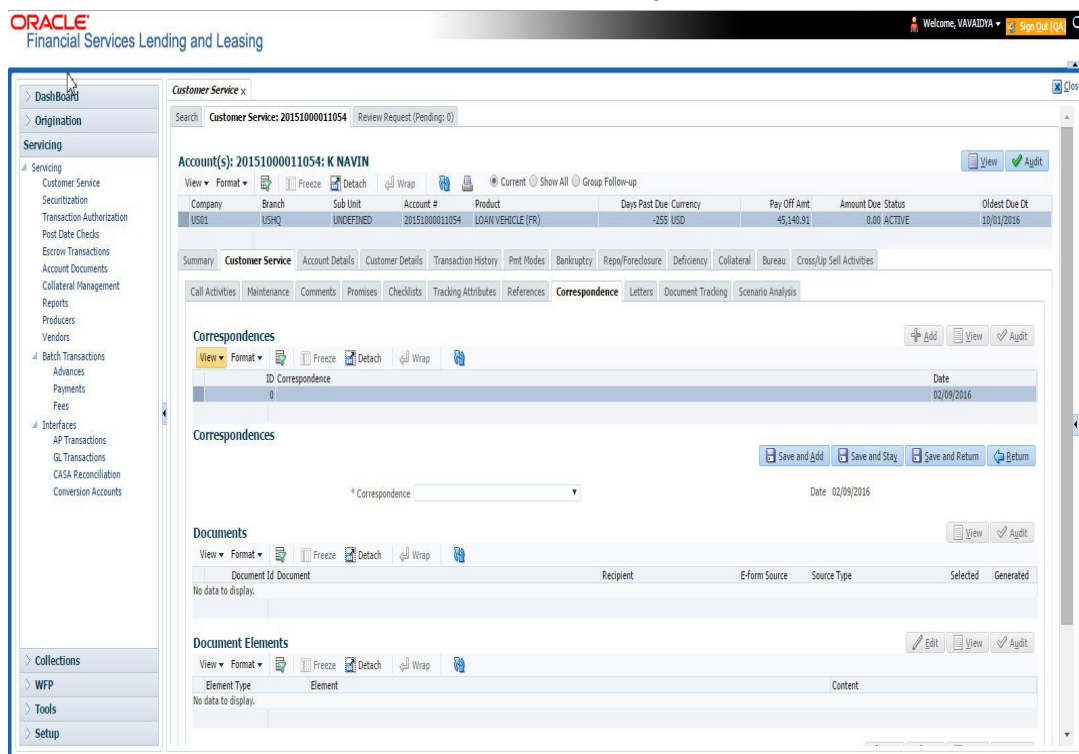 ORACLE'
Financial Services Lending and Leasing
Welcome, VAVAIDYA Sign Out [QA]
Close
DashBoard
Origination
Servicing
Servicing
Customer Service
Securitization
Transaction Authorization
Post Date Checks
Escrow Transactions
Account Documents
Collateral Management
Reports
Producers
Vendors
Batch Transactions
Advances
Payments
Fees
Interfaces
AP Transactions
GL Transactions
CASA Reconciliation
Conversion Accounts
Collections
WFP
Tools
Setup
Customer Service x
Search Customer Service: 20151000011054 Review Request (Pending: 0)
Account(s): 20151000011054: K NAVIN
View Audit
View Format Freeze Detach Wrap Current Show All Group Follow-up
Company Branch Sub Unit Account # Product Days Past Due Currency Pay Off Amt Amount Due Status Oldest Due Dt
US01 USHQ UNDEFINED 20151000011054 LOAN VEHICLE (FR) -255 USD 45,140.91 0.00 ACTIVE 10/01/2016
Summary Customer Service Account Details Customer Details Transaction History Pmt Modes Bankruptcy Repo/Foreclosure Deficiency Collateral Bureau Cross/Up Sell Activities
Call Activities Maintenance Comments Promises Checklists Tracking Attributes References Correspondence Letters Document Tracking Scenario Analysis
Correspondences
Add View Audit
View Format Freeze Detach Wrap
ID Correspondence Date
0 02/09/2016
Correspondences
Save and Add Save and Stay Save and Return Return
* Correspondence Date 02/09/2016
Documents
View Audit
View Format Freeze Detach Wrap
Document Id Document Recipient E-form Source Source Type Selected Generated
No data to display.
Document Elements
Edit View Audit
View Format Freeze Detach Wrap
Element Type Element Content
No data to display.